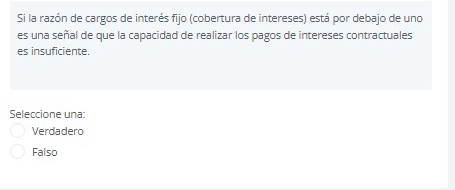 Si la razón de cargos de interés fijo (cobertura de intereses) está por debajo de uno
es una señal de que la capacidad de realizar los pagos de intereses contractuales
es insuficiente.
Seleccione una:
Verdadero
Falso